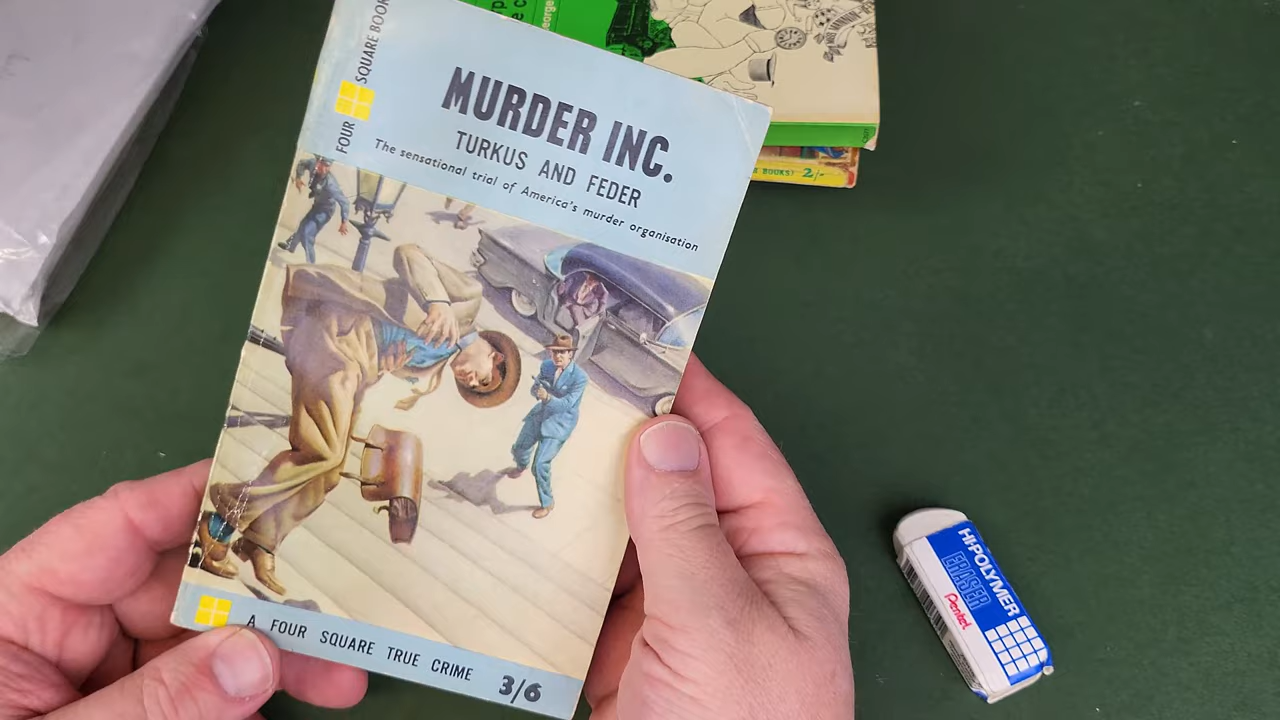 FOUR SQUARE BOOK
MURDER INC.
TURKUS AND FEDER
The sensational trial of America's murder organisation
A FOUR SQUARE TRUE CRIME
3/6
BOOKS) 2/-
HI-POLYMER
ERASER
Pentel